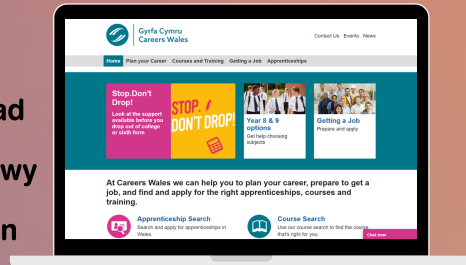 ad
wy
n
Gyrfa Cymru
Careers Wales
Contact Us Events News
Home Plan your Career Courses and Training Getting a Job Apprenticeships
Stop.Don't
Drop!
Look at the support
available before you
drop out of college
or sixth form
STOP.
DON'T DROP!
Year 8 & 9
options
Get help choosing
subjects
Getting a Job
Prepare and apply
At Careers Wales we can help you to plan your career, prepare to get a
job, and find and apply for the right apprenticeships, courses and
training.
Apprenticeship Search
Search and apply for apprenticeships in
Wales.
Course Search
Use our course search to find the course
that's right for you.
Chat now